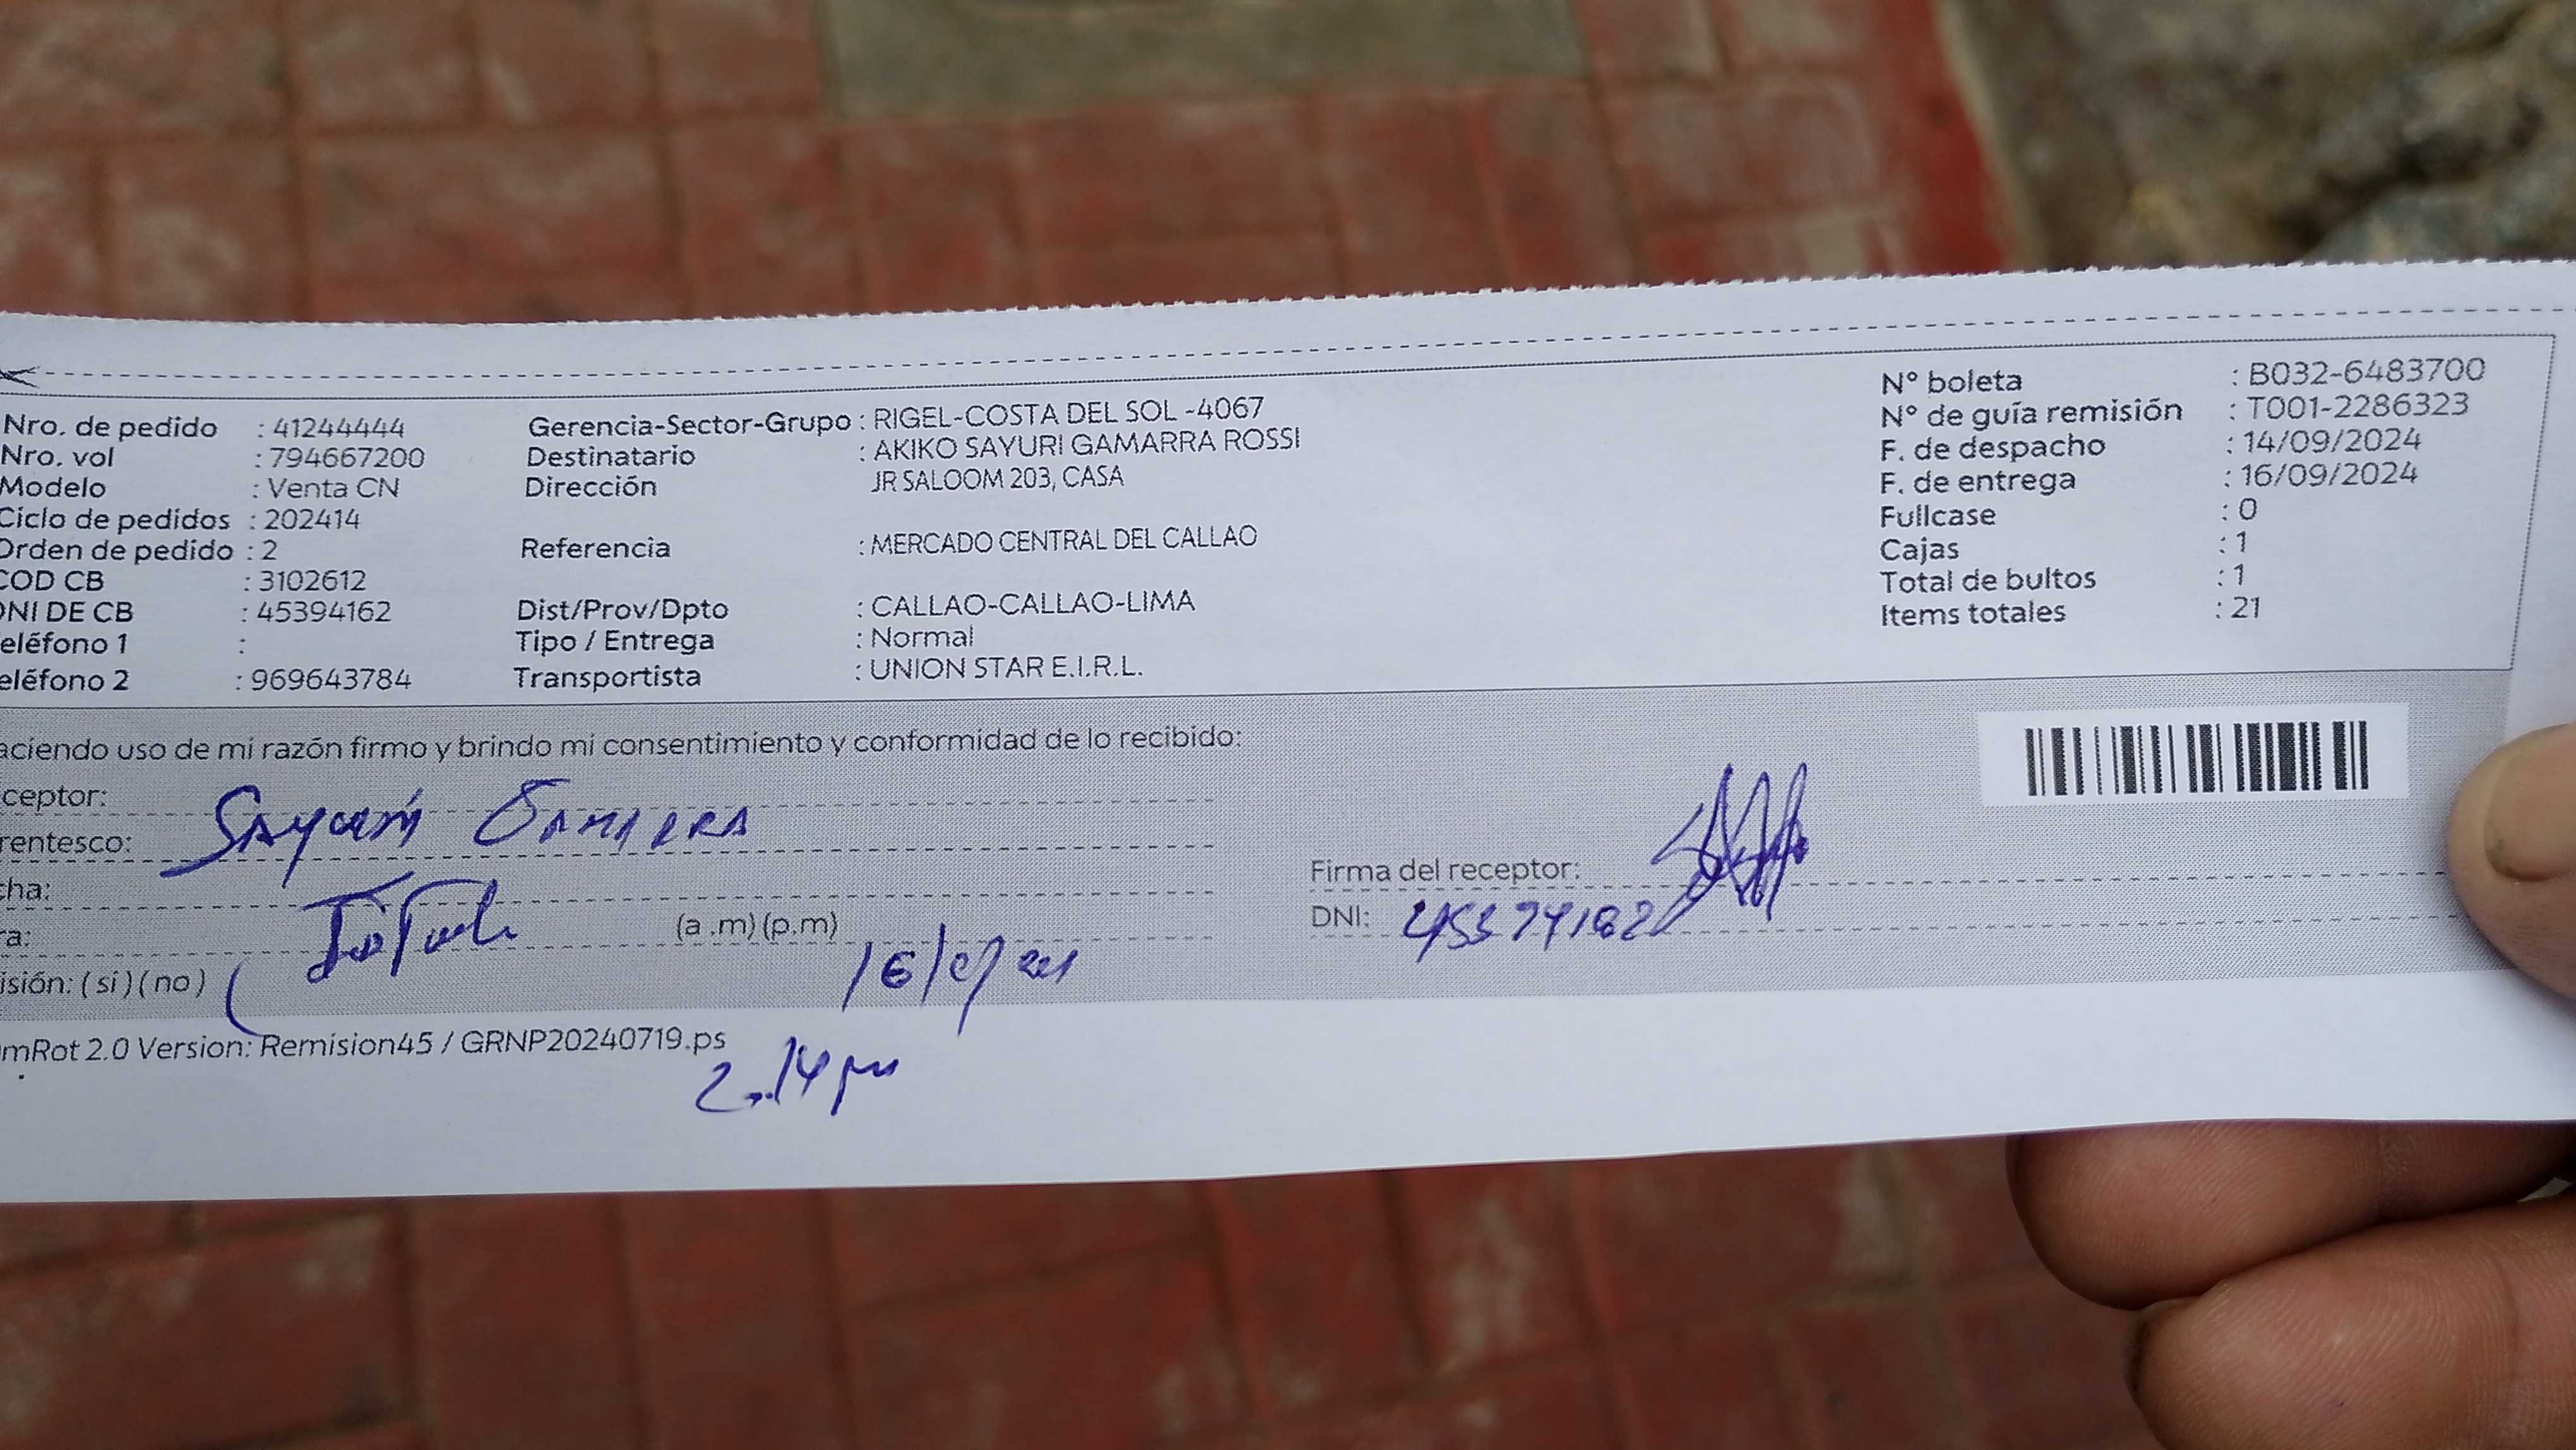 Nro. de pedido : 41244444
Nro. vol : 794667200
Modelo : Venta CN
Ciclo de pedidos : 202414
Orden de pedido : 2
COD CB : 3102612
DNI DE CB : 45394162
eléfono 1 :
eléfono 2 : 969643784
Gerencia-Sector-Grupo : RIGEL-COSTA DEL SOL -4067
Destinatario : AKIKO SAYURI GAMARRA ROSSI
Dirección JR SALOOM 203, CASA
Referencia : MERCADO CENTRAL DEL CALLAO
Dist/Prov/Dpto : CALLAO-CALLAO-LIMA
Tipo / Entrega : Normal
Transportista : UNION STAR E.I.R.L.
N° boleta : B032-6483700
N° de guía remisión : T001-2286323
F. de despacho : 14/09/2024
F. de entrega : 16/09/2024
Fullcase : 0
Cajas : 1
Total de bultos : 1
Items totales : 21
aciendo uso de mi razón firmo y brindo mi consentimiento y conformidad de lo recibido:
ceptor:
rentesco:
Sayuri
cha:
ra: (a .m) (p.m)
isión: ( si ) ( no )
Firma del receptor:
DNI:
mRot 2.0 Version: Remision45 / GRNP20240719.ps
2:14 pm